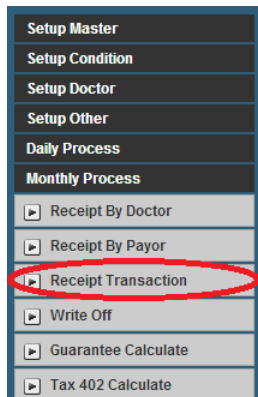 Setup Master
Setup Condition
Setup Doctor
Setup Other
Daily Process
Monthly Process
Receipt By Doctor
Receipt By Payor
Receipt Transaction
Write Off
Guarantee Calculate
Tax 402 Calculate